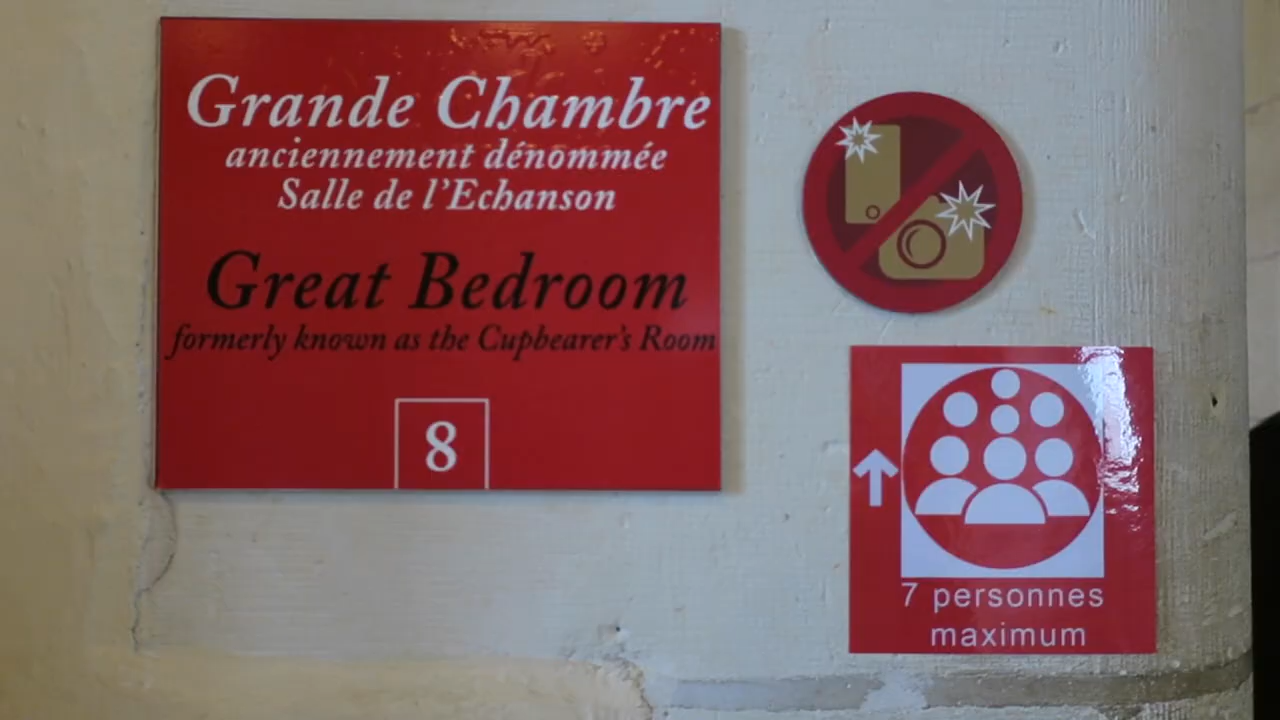 Grande Chambre
anciennement dénommée
Salle de l'Echanson
Great Bedroom
formerly known as the Cupbearer's Room
8
7 personnes
maximum